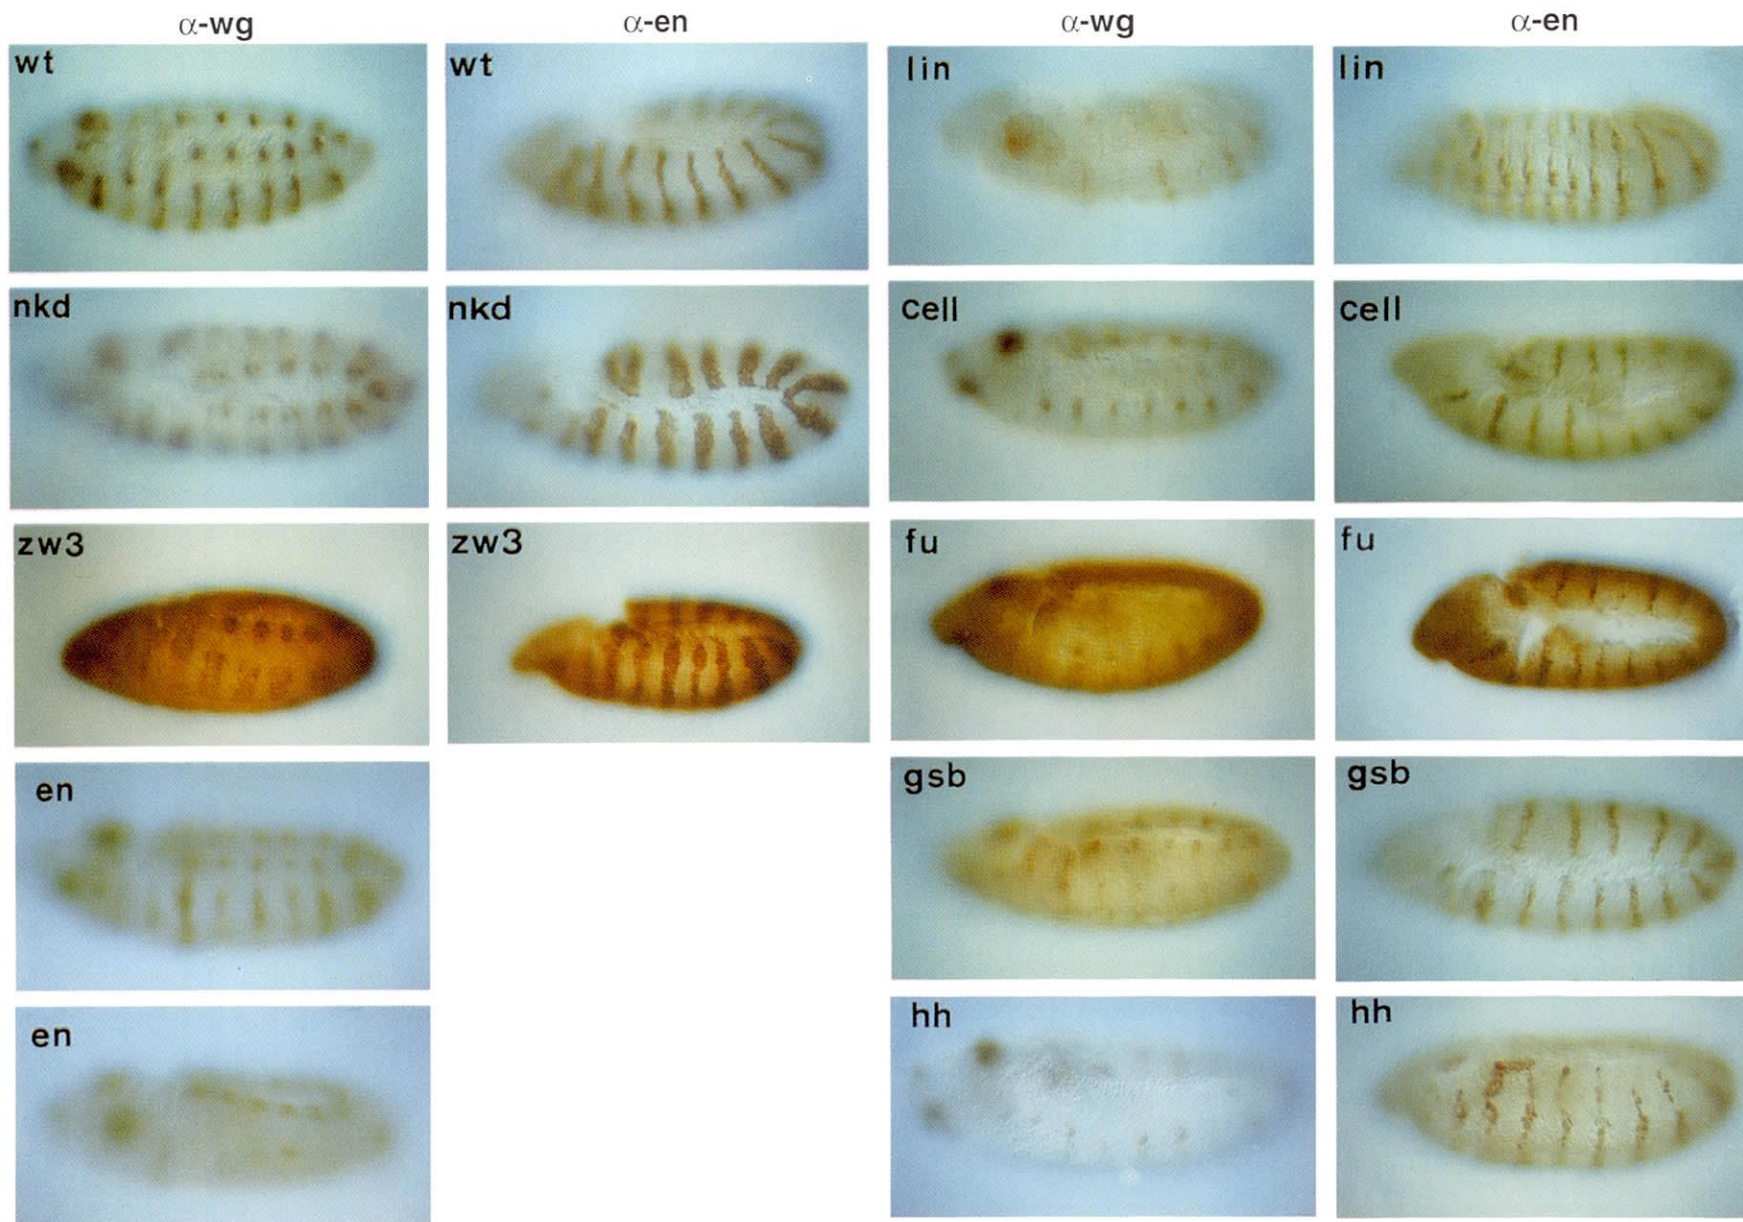 α-wg α-en α-wg α-en
wt wt lin lin
nkd nkd cell cell
zw3 zw3 fu fu
en gsb gsb
en hh hh